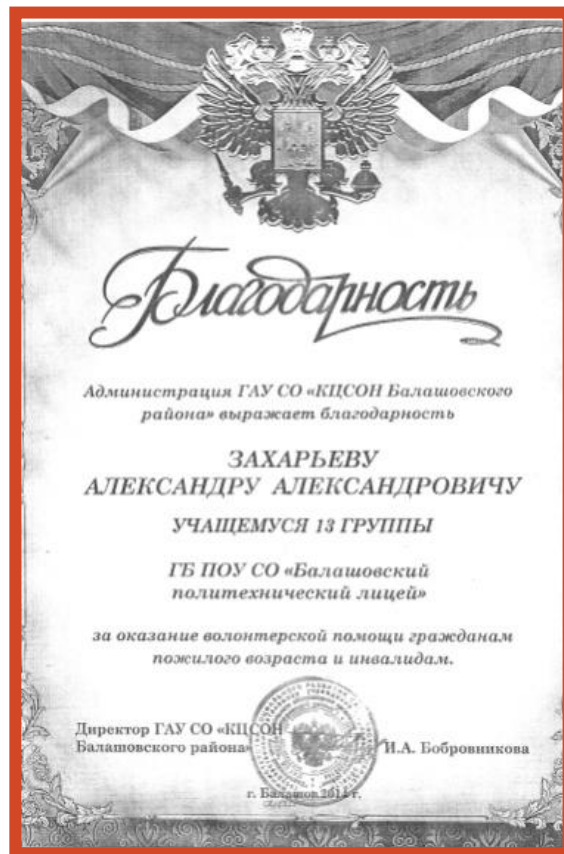 Благодарность
Администрация ГАУ СО «КЦСОН Балашовского
района» выражает благодарность
ЗАХАРЬЕВУ
АЛЕКСАНДРУ АЛЕКСАНДРОВИЧУ
УЧАЩЕМУСЯ 13 ГРУППЫ
ГБ ПОУ СО «Балашовский
политехнический лицей»
за оказание волонтерской помощи гражданам
пожилого возраста и инвалидам.
Директор ГАУ СО «КЦСОН
Балашовского района»
И.А. Бобровникова
г. Балашов 2014 г.